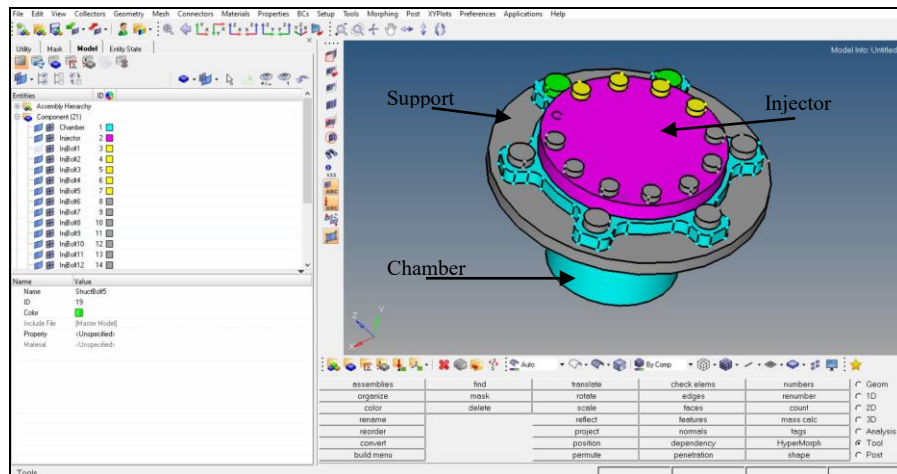 File Edit View Collectors Geometry Mesh Connectors Materials Properties BCs Setup Tools Morphing Post XYPlots Preferences Applications Help
Utility Mask Model Entity State
Entities ID
Assembly Hierarchy
Component (21)
Chamber 1
Injector 2
InjBolt1 3
InjBolt2 4
InjBolt3 5
InjBolt4 6
InjBolt5 7
InjBolt6 8
InjBolt7 9
InjBolt8 10
InjBolt9 11
InjBolt10 12
InjBolt11 13
InjBolt12 14
Name Value
Name StructBolt5
ID 19
Color
Include File [Master Model]
Property <Unspecified>
Material <Unspecified>
123
ABC
ABC
Model Info: Untitled
Support
Injector
Chamber
Z Y X
Auto By Comp
assemblies find translate check elems numbers Geom
organize mask rotate edges renumber 1D
color delete scale faces count 2D
rename reflect features mass calc 3D
reorder project normals tags Analysis
convert position dependency HyperMorph Tool
build menu permute penetration shape Post
Tools